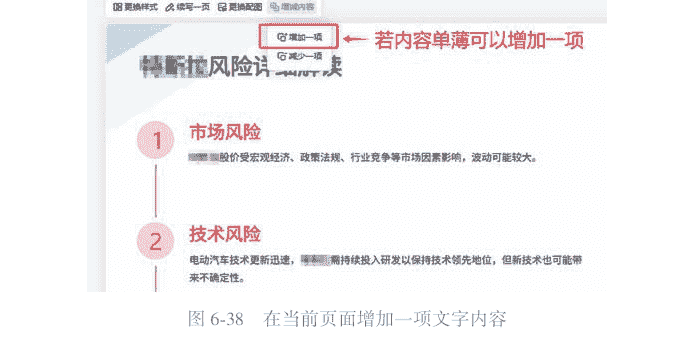 更换样式 续写一页 更换配图 增减内容
增加一项
若内容单薄可以增加一项
减少一项
风险详细解读
1
市场风险
股价受宏观经济、政策法规、行业竞争等市场因素影响，波动可能较大。
2
技术风险
电动汽车技术更新迅速，需持续投入研发以保持技术领先地位，但新技术也可能带
来不确定性。
图 6-38 在当前页面增加一项文字内容